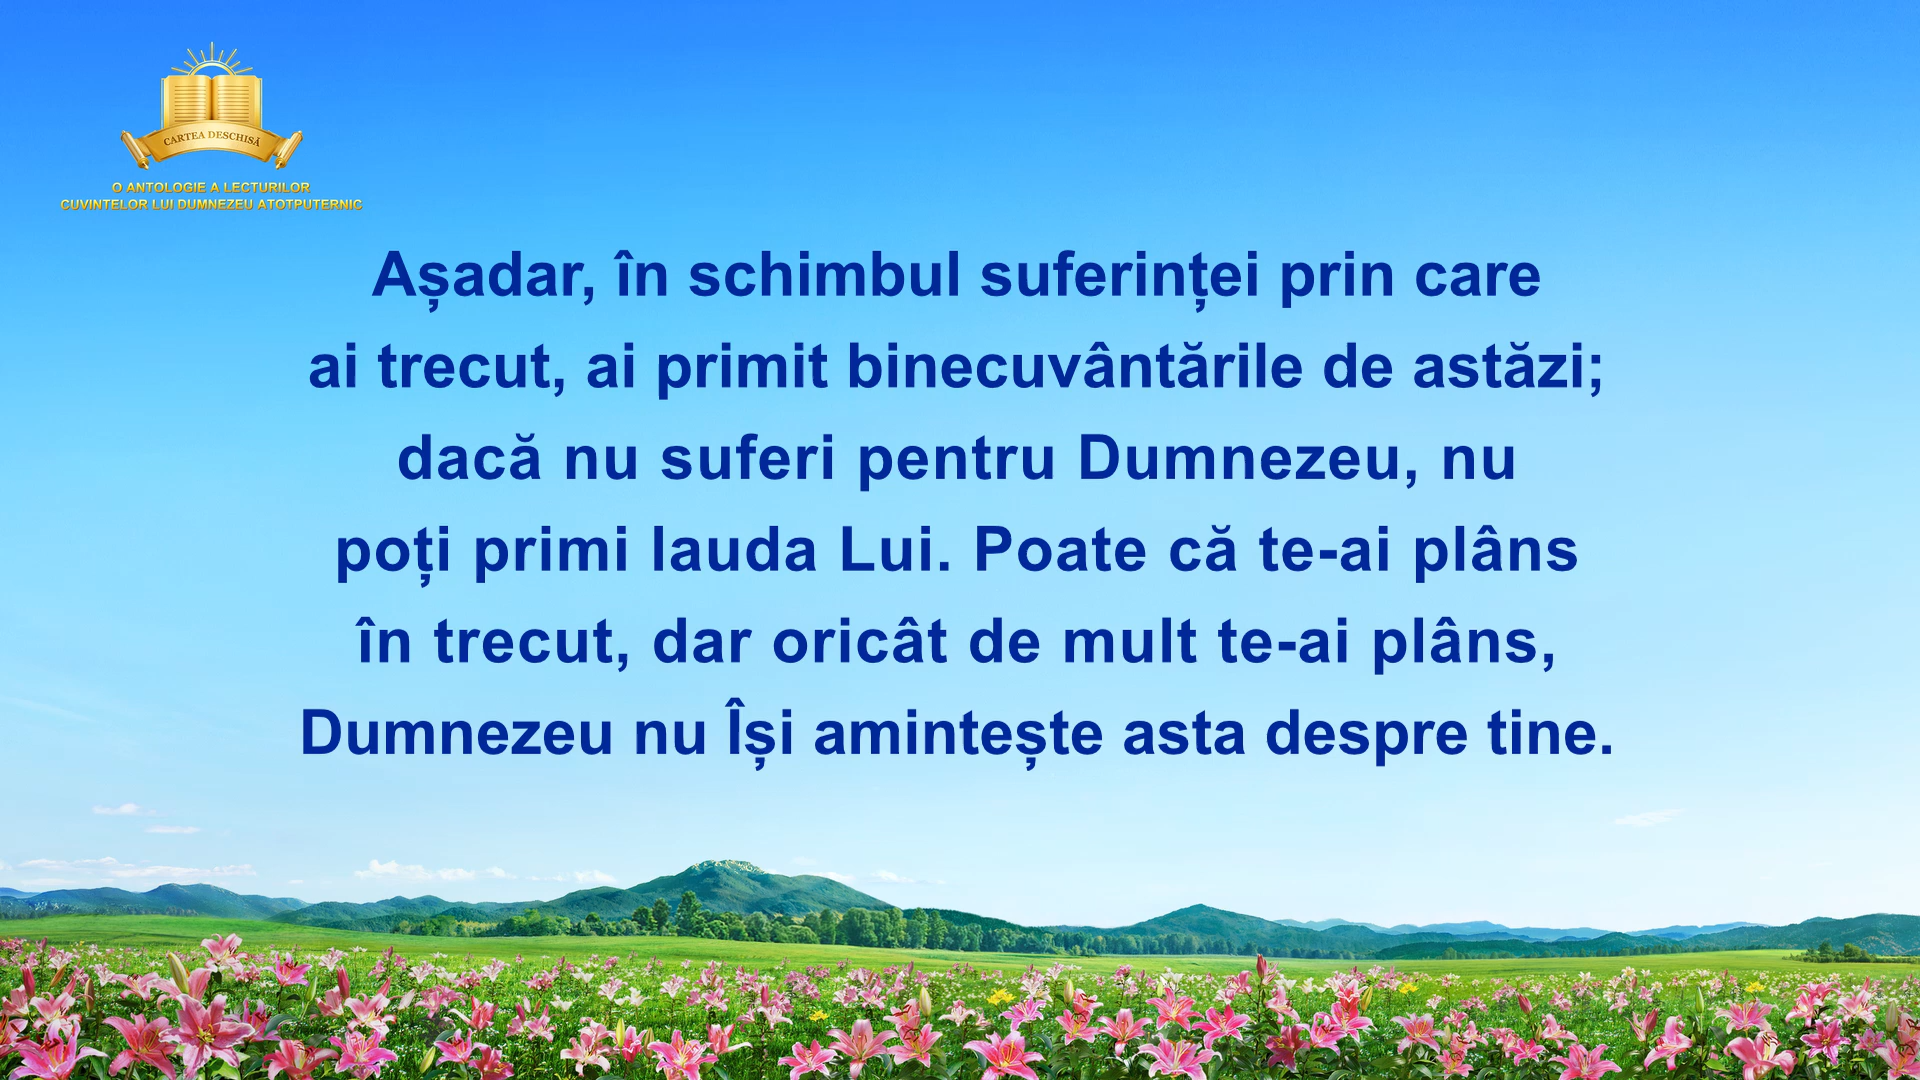 CARTEA DESCHISĂ
O ANTOLOGIE A LECTURILOR
CUVINTELOR LUI DUMNEZEU ATOTPUTERNIC
Așadar, în schimbul suferinței prin care
ai trecut, ai primit binecuvântările de astăzi;
dacă nu suferi pentru Dumnezeu, nu
poți primi lauda Lui. Poate că te-ai plâns
în trecut, dar oricât de mult te-ai plâns,
Dumnezeu nu Își amintește asta despre tine.